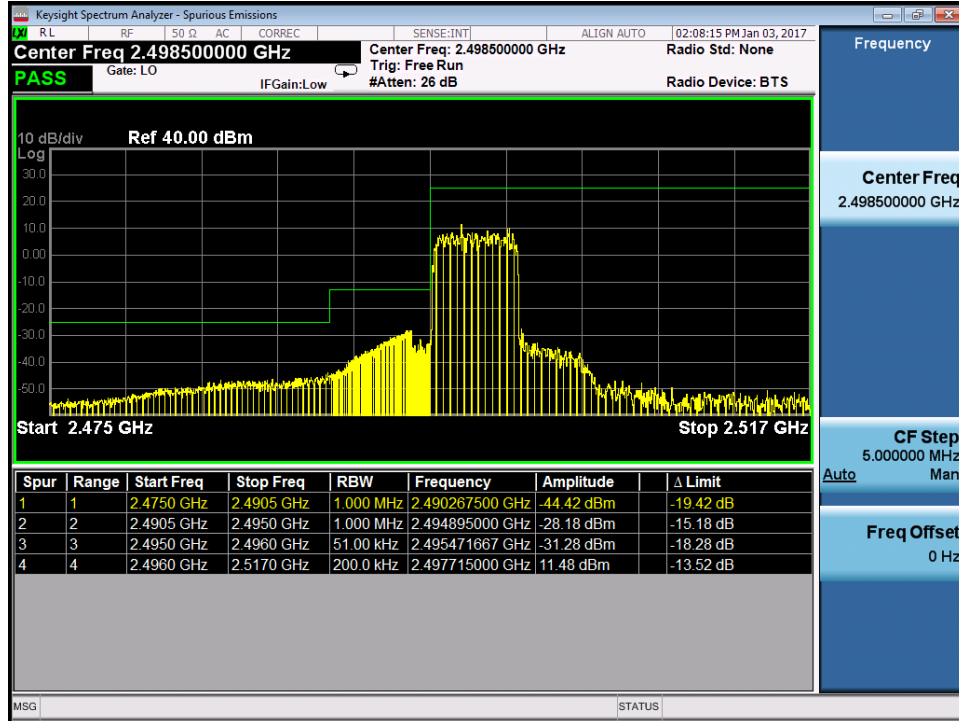 Keysight Spectrum Analyzer - Spurious Emissions
LXI RL RF 50 Ω AC CORREC SENSE:INT ALIGN AUTO 02:08:15 PM Jan 03, 2017
Center Freq 2.498500000 GHz
Center Freq: 2.498500000 GHz
Radio Std: None
Trig: Free Run
PASS
Gate: LO
IFGain:Low
#Atten: 26 dB
Radio Device: BTS
Frequency
10 dB/div Ref 40.00 dBm
Log
30.0
20.0
10.0
0.00
-10.0
-20.0
-30.0
-40.0
-50.0
Start 2.475 GHz
Stop 2.517 GHz
Center Freq
2.498500000 GHz
CF Step
5.000000 MHz
Auto Man
Freq Offset
0 Hz
Spur Range Start Freq Stop Freq RBW Frequency Amplitude Δ Limit
1 1 2.4750 GHz 2.4905 GHz 1.000 MHz 2.490267500 GHz -44.42 dBm -19.42 dB
2 2 2.4905 GHz 2.4950 GHz 1.000 MHz 2.494895000 GHz -28.18 dBm -15.18 dB
3 3 2.4950 GHz 2.4960 GHz 51.00 kHz 2.495471667 GHz -31.28 dBm -18.28 dB
4 4 2.4960 GHz 2.5170 GHz 200.0 kHz 2.497715000 GHz 11.48 dBm -13.52 dB
MSG
STATUS